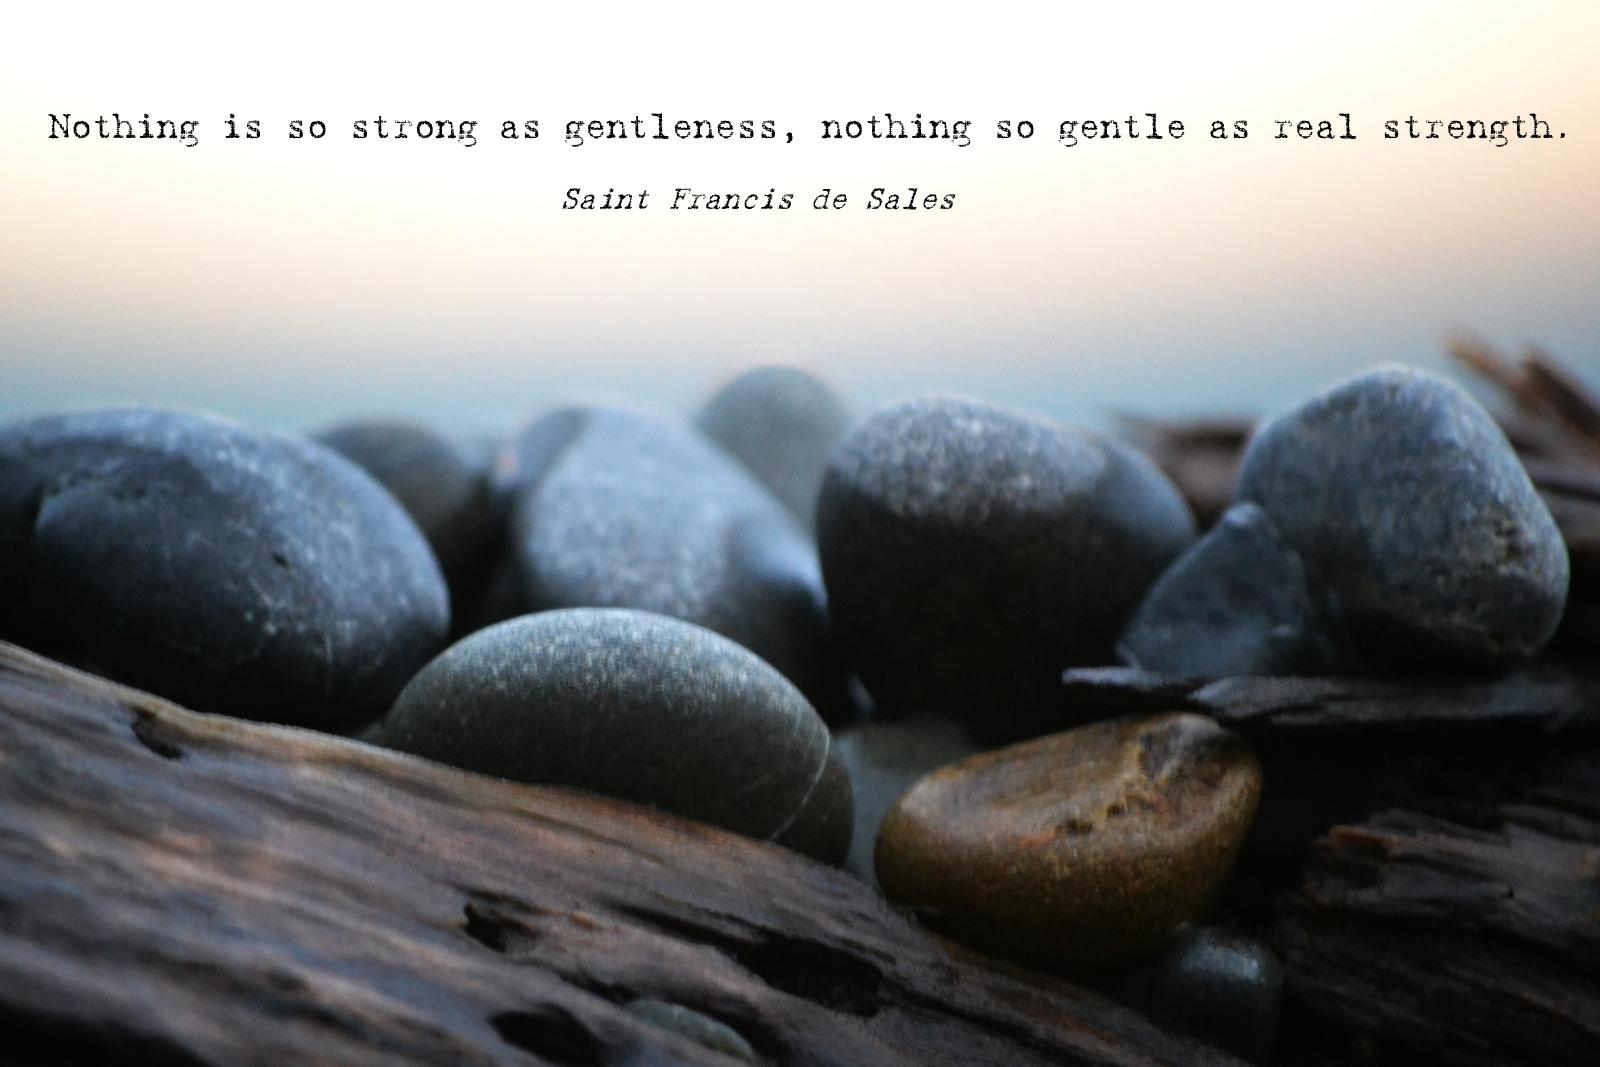 Nothing is so strong as gentleness, nothing so gentle as real strength.
Saint Francis de Sales